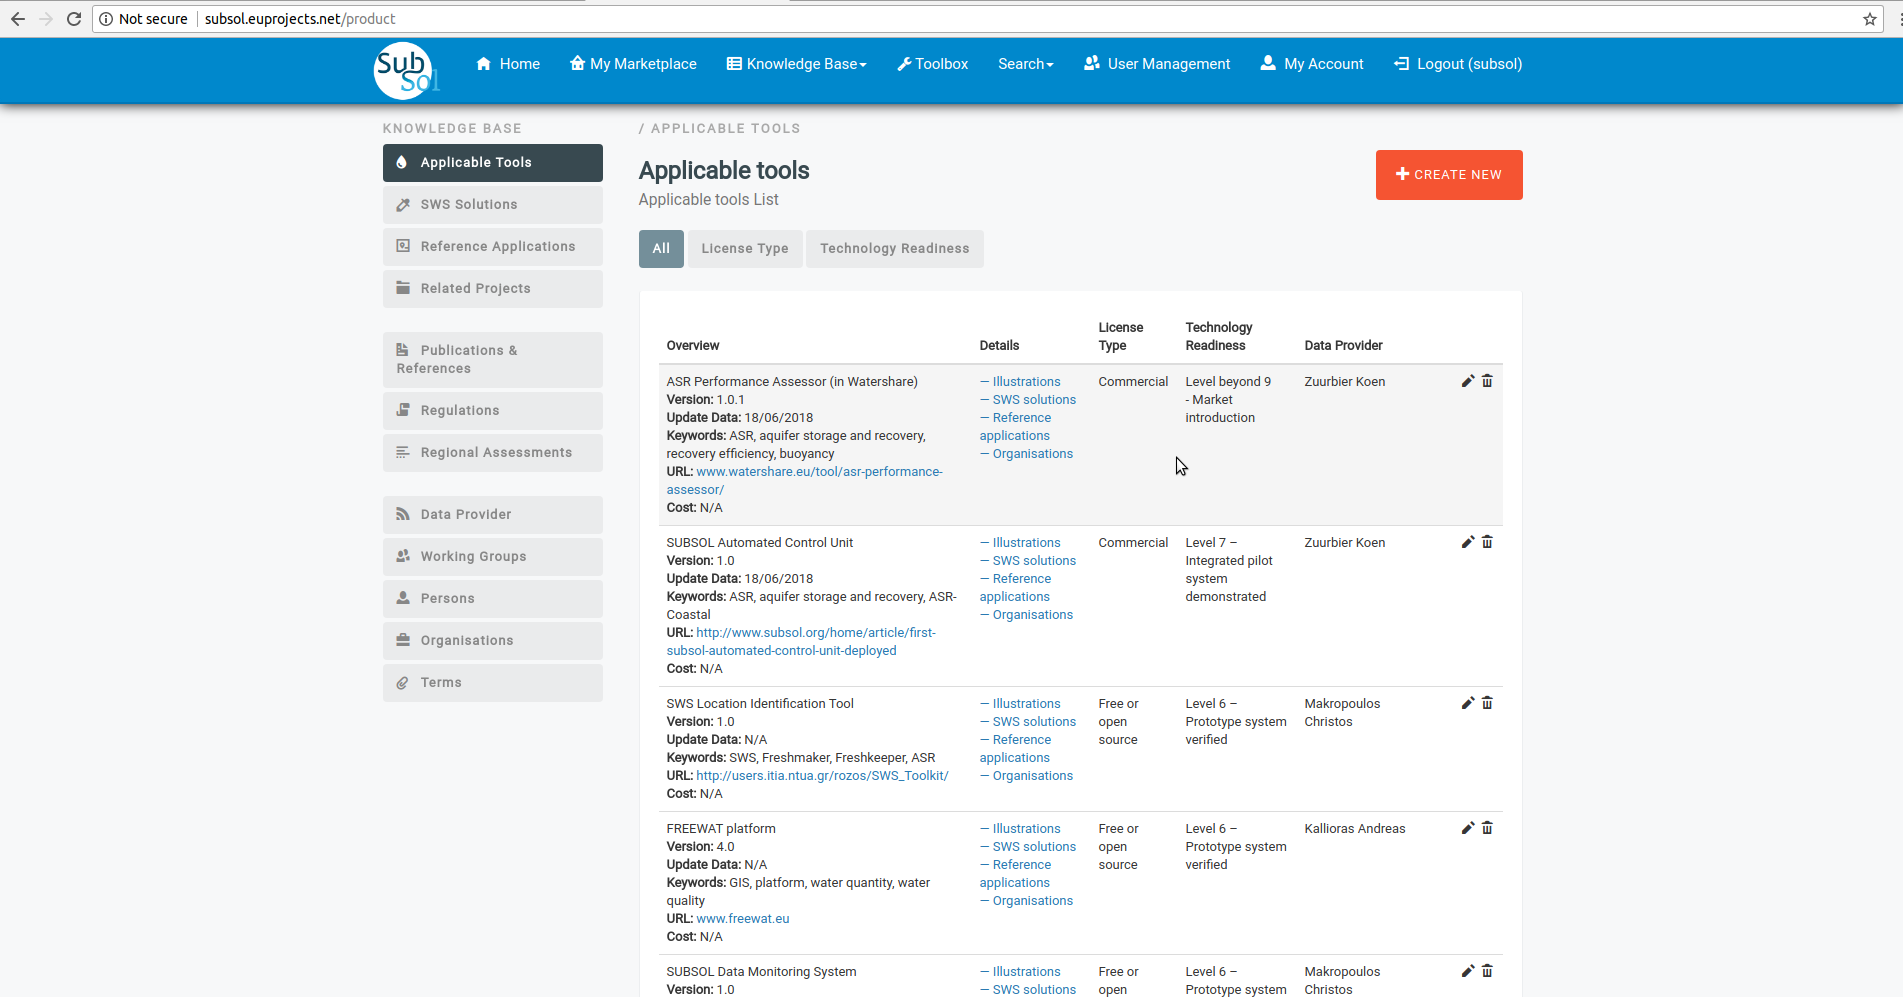 Not secure subsol.euprojects.net/product
Sub Sol
Home My Marketplace Knowledge Base Toolbox Search User Management My Account Logout (subsol)
KNOWLEDGE BASE
Applicable Tools
SWS Solutions
Reference Applications
Related Projects
Publications &
References
Regulations
Regional Assessments
Data Provider
Working Groups
Persons
Organisations
Terms
/ APPLICABLE TOOLS
Applicable tools
Applicable tools List
CREATE NEW
All License Type Technology Readiness
Overview
Details
License
Type
Technology
Readiness
Data Provider
ASR Performance Assessor (in Watershare)
Version: 1.0.1
Update Data: 18/06/2018
Keywords: ASR, aquifer storage and recovery,
recovery efficiency, buoyancy
URL: www.watershare.eu/tool/asr-performance-
assessor/
Cost: N/A
– Illustrations
– SWS solutions
– Reference
applications
– Organisations
Commercial
Level beyond 9
- Market
introduction
Zuurbier Koen
SUBSOL Automated Control Unit
Version: 1.0
Update Data: 18/06/2018
Keywords: ASR, aquifer storage and recovery, ASR-
Coastal
URL: http://www.subsol.org/home/article/first-
subsol-automated-control-unit-deployed
Cost: N/A
– Illustrations
– SWS solutions
– Reference
applications
– Organisations
Commercial
Level 7 –
Integrated pilot
system
demonstrated
Zuurbier Koen
SWS Location Identification Tool
Version: 1.0
Update Data: N/A
Keywords: SWS, Freshmaker, Freshkeeper, ASR
URL: http://users.itia.ntua.gr/rozos/SWS_Toolkit/
Cost: N/A
– Illustrations
– SWS solutions
– Reference
applications
– Organisations
Free or
open
source
Level 6 –
Prototype system
verified
Makropoulos
Christos
FREEWAT platform
Version: 4.0
Update Data: N/A
Keywords: GIS, platform, water quantity, water
quality
URL: www.freewat.eu
Cost: N/A
– Illustrations
– SWS solutions
– Reference
applications
– Organisations
Free or
open
source
Level 6 –
Prototype system
verified
Kallioras Andreas
SUBSOL Data Monitoring System
Version: 1.0
– Illustrations
– SWS solutions
Free or
open
Level 6 –
Prototype system
Makropoulos
Christos